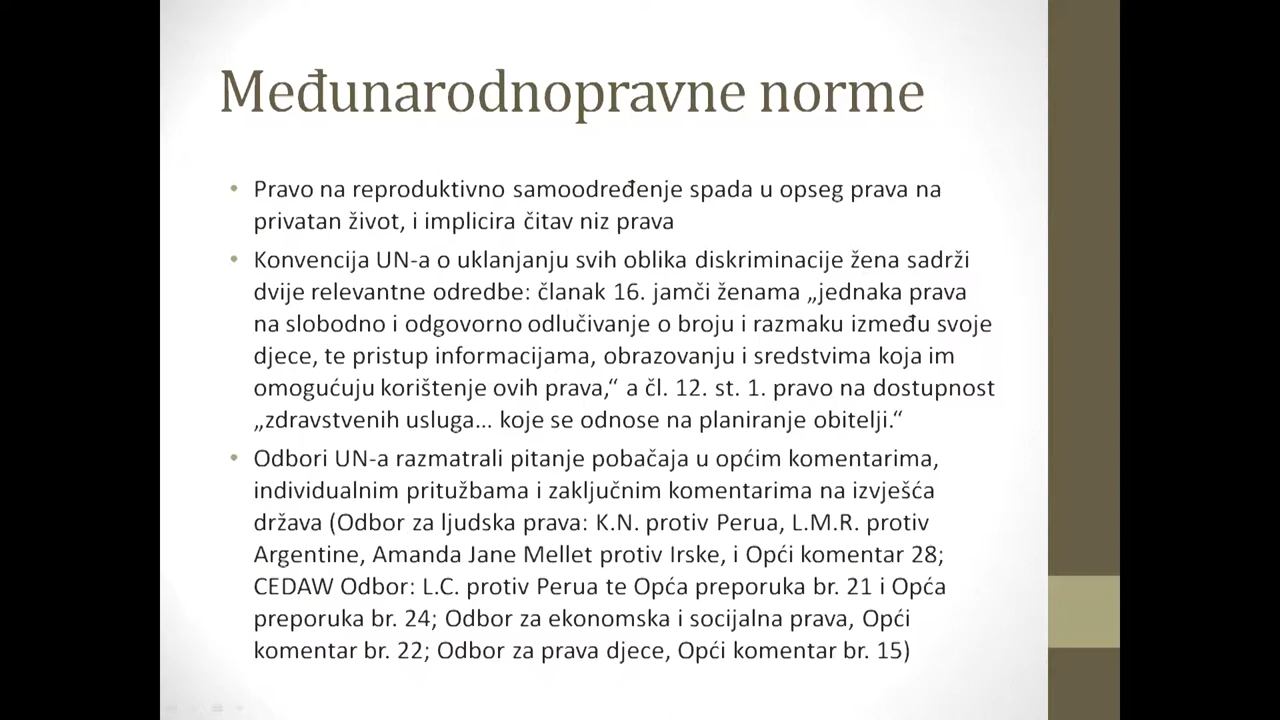 Međunarodnopravne norme
• Pravo na reproduktivno samoodređenje spada u opseg prava na
privatan život, i implicira čitav niz prava
• Konvencija UN-a o uklanjanju svih oblika diskriminacije žena sadrži
dvije relevantne odredbe: članak 16. jamči ženama „jednaka prava
na slobodno i odgovorno odlučivanje o broju i razmaku između svoje
djece, te pristup informacijama, obrazovanju i sredstvima koja im
omogućuju korištenje ovih prava,“ a čl. 12. st. 1. pravo na dostupnost
„zdravstvenih usluga... koje se odnose na planiranje obitelji.“
• Odbori UN-a razmatrali pitanje pobačaja u općim komentarima,
individualnim pritužbama i zaključnim komentarima na izvješća
država (Odbor za ljudska prava: K.N. protiv Perua, L.M.R. protiv
Argentine, Amanda Jane Mellet protiv Irske, i Opći komentar 28;
CEDAW Odbor: L.C. protiv Perua te Opća preporuka br. 21 i Opća
preporuka br. 24; Odbor za ekonomska i socijalna prava, Opći
komentar br. 22; Odbor za prava djece, Opći komentar br. 15)